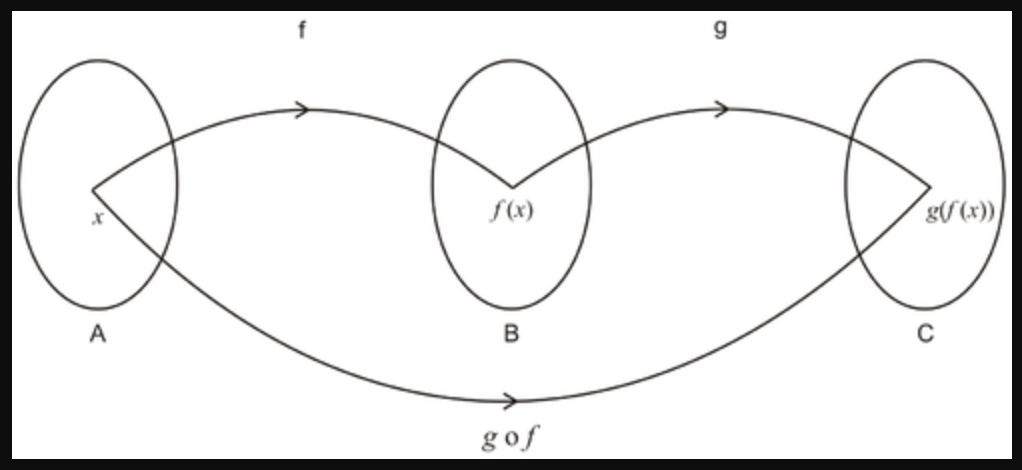 f g
x f(x) g(f(x))
A B C
g o f